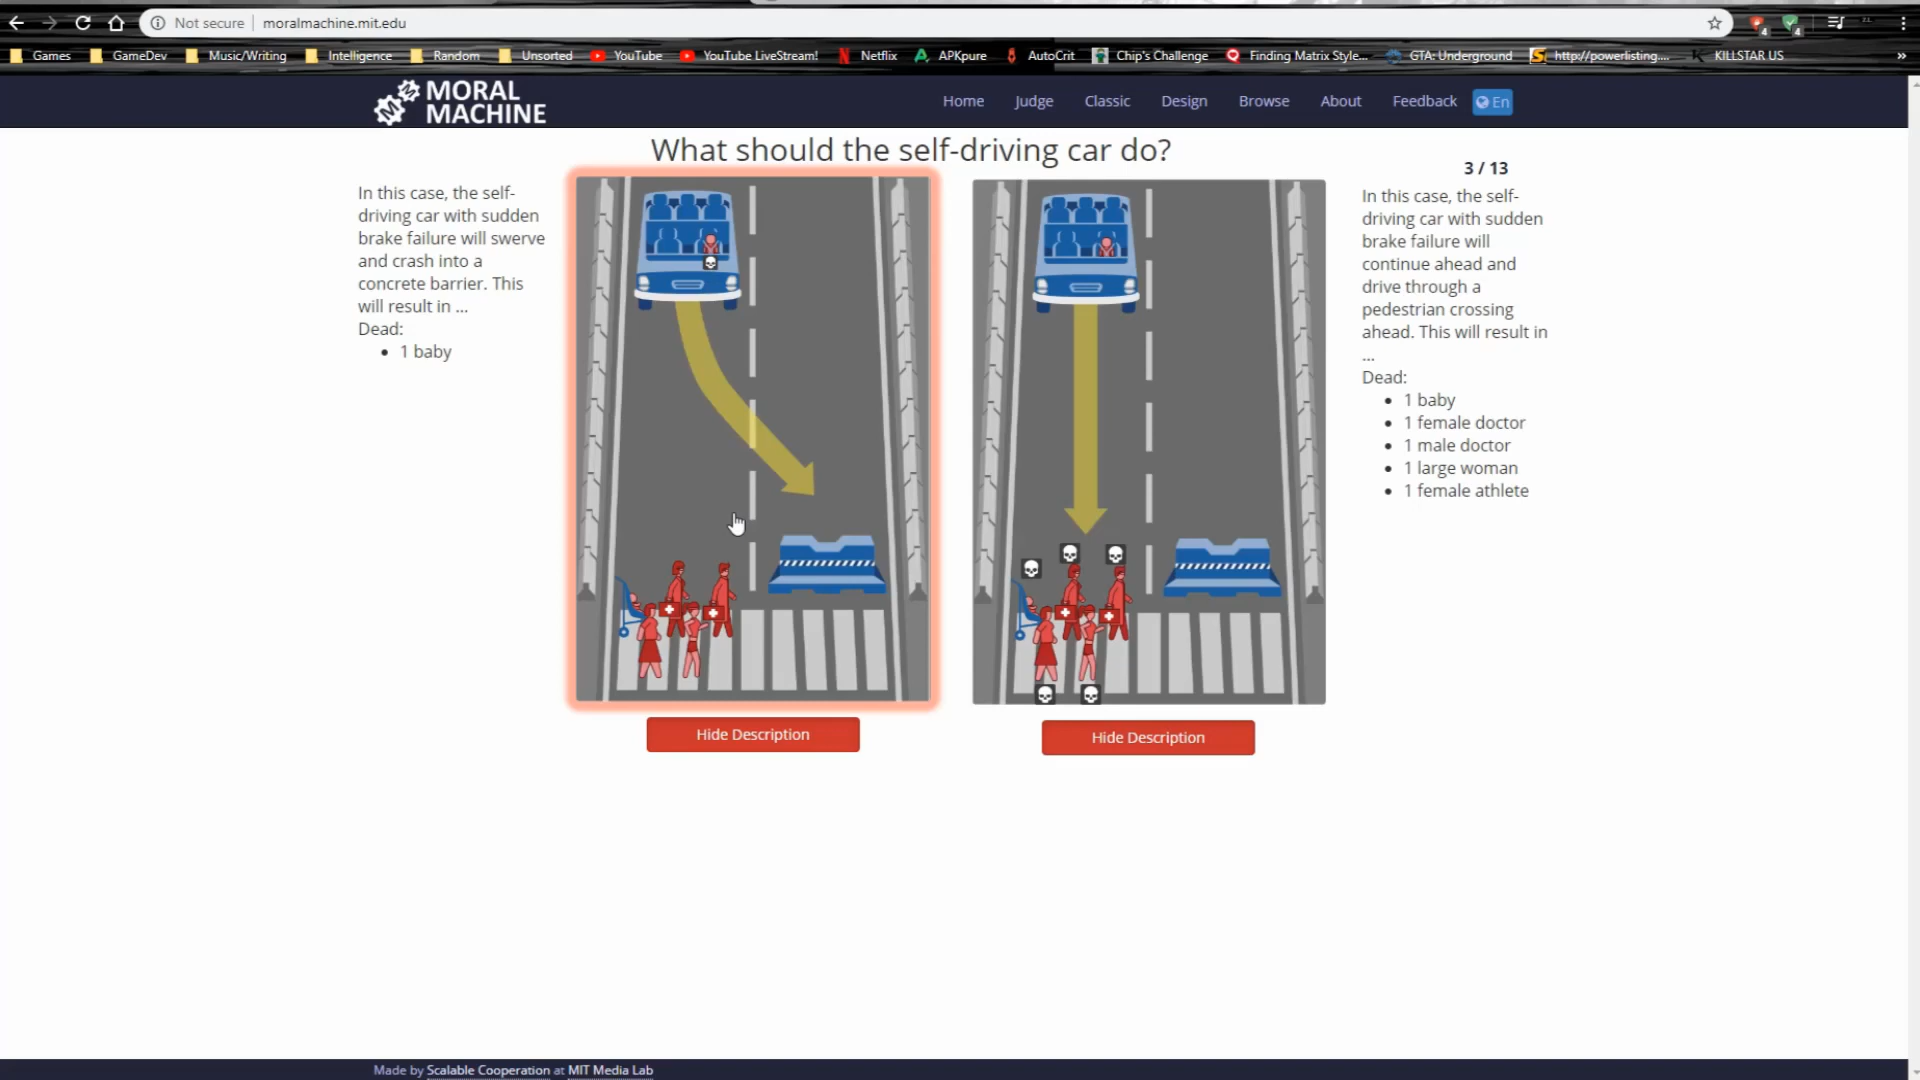 Not secure
moralmachine.mit.edu
4
4
Games
GameDev
Music/Writing
Intelligence
Random
Unsorted
YouTube
YouTube LiveStream!
Netflix
APKpure
AutoCrit
Chip's Challenge
Finding Matrix Style...
GTA: Underground
http://powerlisting....
KILLSTAR US
»
MORAL
MACHINE
Home
Judge
Classic
Design
Browse
About
Feedback
En
What should the self-driving car do?
3 / 13
In this case, the self-
driving car with sudden
brake failure will swerve
and crash into a
concrete barrier. This
will result in ...
Dead:
• 1 baby
In this case, the self-
driving car with sudden
brake failure will
continue ahead and
drive through a
pedestrian crossing
ahead. This will result in
...
Dead:
• 1 baby
• 1 female doctor
• 1 male doctor
• 1 large woman
• 1 female athlete
Hide Description
Hide Description
Made by Scalable Cooperation at MIT Media Lab